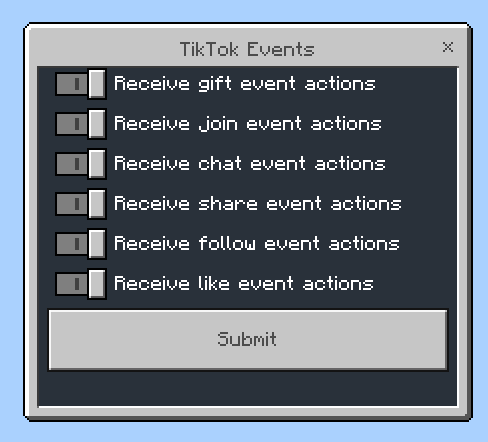 TikTok Events
×
Receive gift event actions
Receive join event actions
Receive chat event actions
Receive share event actions
Receive follow event actions
Receive like event actions
Submit